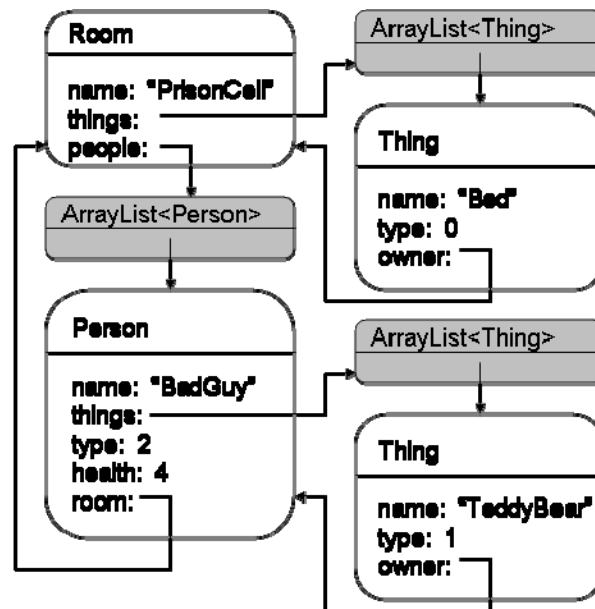 Room
name: "PrisonCell"
things:
people:
ArrayList<Thing>
Thing
name: "Bed"
type: 0
owner:
ArrayList<Person>
Person
name: "BadGuy"
things:
type: 2
health: 4
room:
ArrayList<Thing>
Thing
name: "TeddyBear"
type: 1
owner: